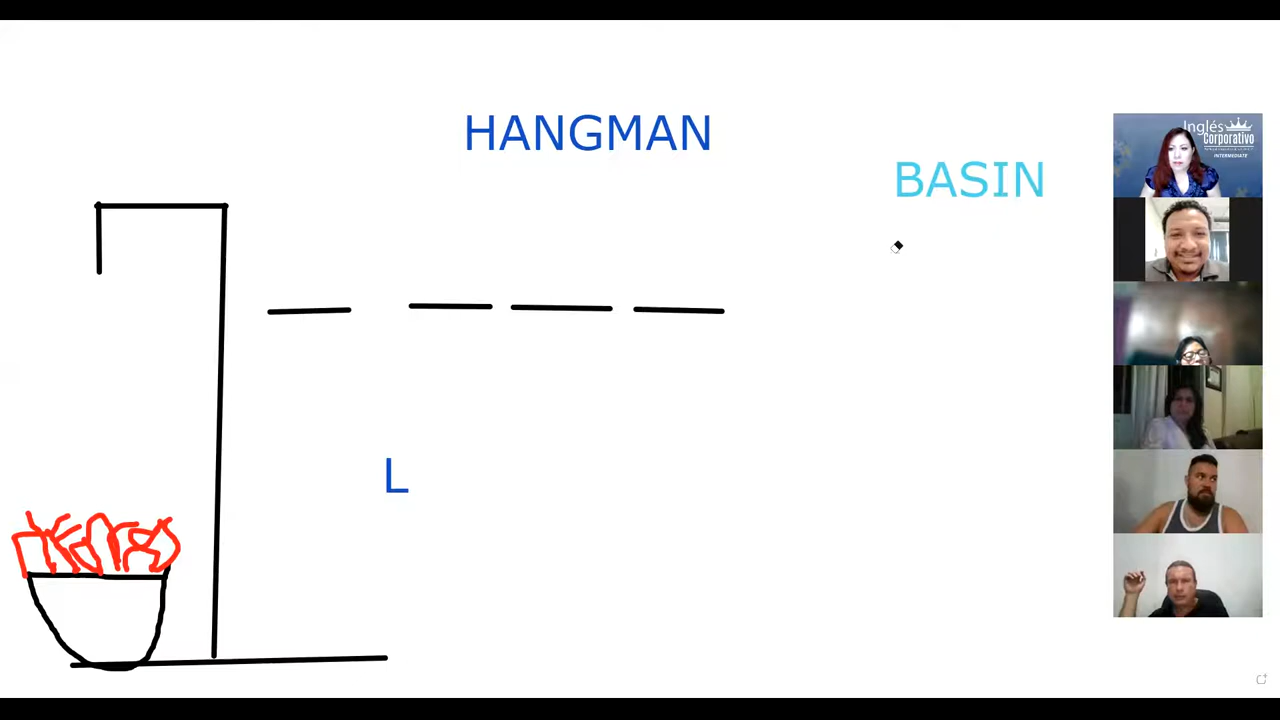 HANGMAN
Inglés
Corporativo
INTERMEDIATE
BASIN
L